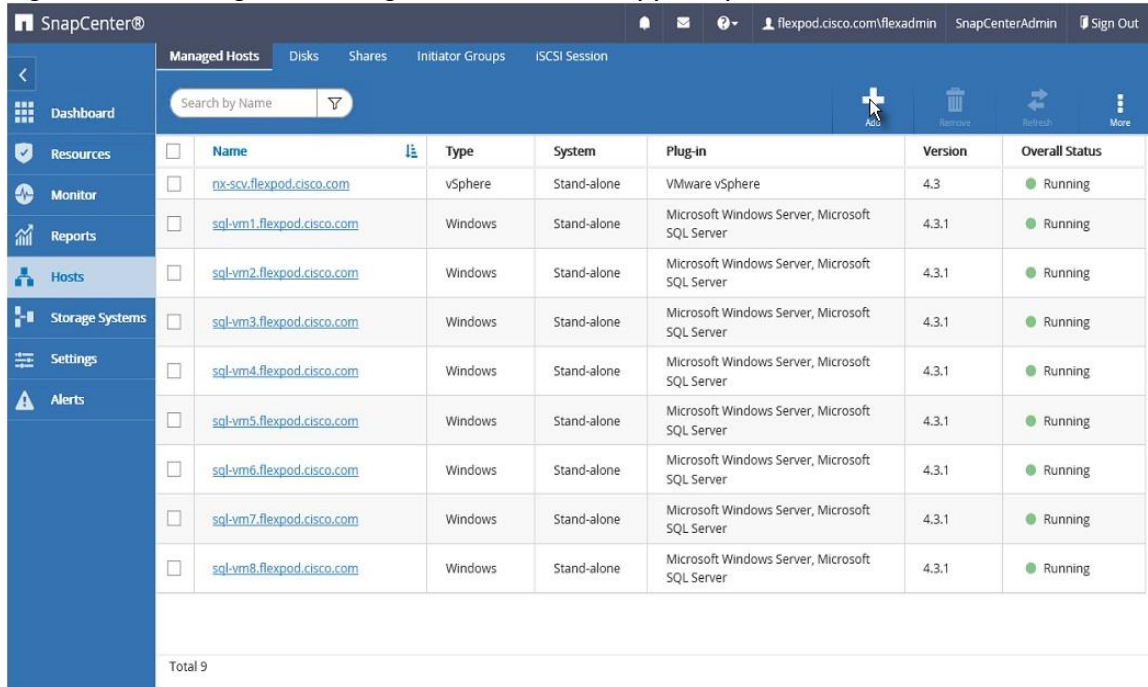 SnapCenter®
flexpod.cisco.com\flexadmin SnapCenterAdmin Sign Out
Managed Hosts Disks Shares Initiator Groups iSCSI Session
Search by Name
Add Remove Refresh More
Dashboard
Resources
Monitor
Reports
Hosts
Storage Systems
Settings
Alerts
Name Type System Plug-in Version Overall Status
nx-scv.flexpod.cisco.com vSphere Stand-alone VMware vSphere 4.3 Running
sql-vm1.flexpod.cisco.com Windows Stand-alone Microsoft Windows Server, Microsoft
SQL Server 4.3.1 Running
sql-vm2.flexpod.cisco.com Windows Stand-alone Microsoft Windows Server, Microsoft
SQL Server 4.3.1 Running
sql-vm3.flexpod.cisco.com Windows Stand-alone Microsoft Windows Server, Microsoft
SQL Server 4.3.1 Running
sql-vm4.flexpod.cisco.com Windows Stand-alone Microsoft Windows Server, Microsoft
SQL Server 4.3.1 Running
sql-vm5.flexpod.cisco.com Windows Stand-alone Microsoft Windows Server, Microsoft
SQL Server 4.3.1 Running
sql-vm6.flexpod.cisco.com Windows Stand-alone Microsoft Windows Server, Microsoft
SQL Server 4.3.1 Running
sql-vm7.flexpod.cisco.com Windows Stand-alone Microsoft Windows Server, Microsoft
SQL Server 4.3.1 Running
sql-vm8.flexpod.cisco.com Windows Stand-alone Microsoft Windows Server, Microsoft
SQL Server 4.3.1 Running
Total 9